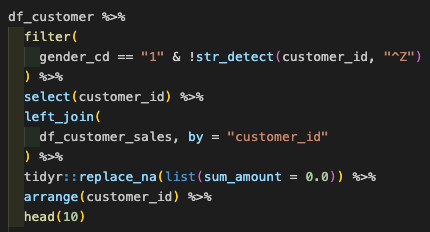 df_customer %>%
  filter(
    gender_cd == "1" & !str_detect(customer_id, "^Z")
  ) %>%
  select(customer_id) %>%
  left_join(
    df_customer_sales, by = "customer_id"
  ) %>%
  tidyr::replace_na(list(sum_amount = 0.0)) %>%
  arrange(customer_id) %>%
  head(10)